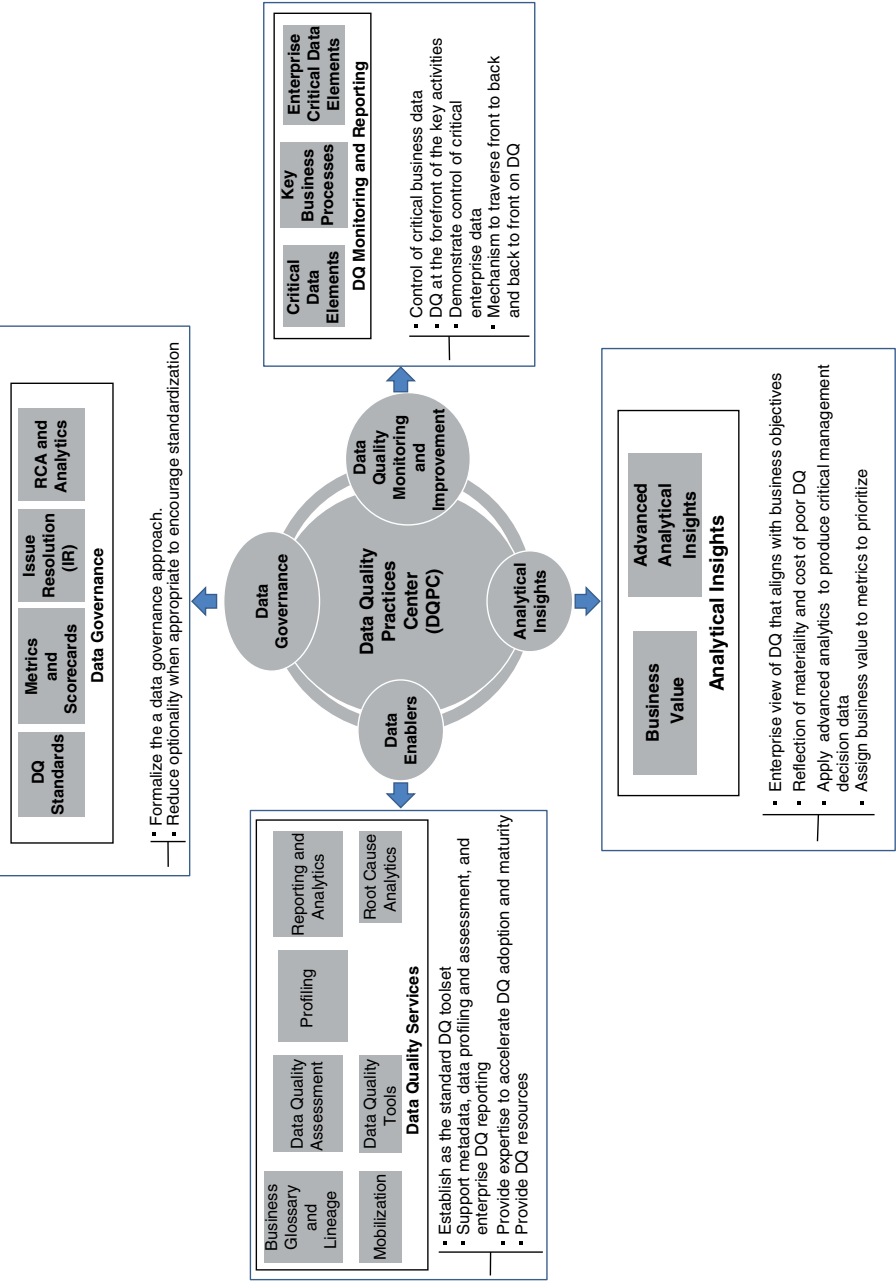 DQ
Standards
Metrics
and
Scorecards
Issue
Resolution
(IR)
RCA and
Analytics
Data Governance
▪ Formalize the a data governance approach.
▪ Reduce optionality when appropriate to encourage standardization
Business
Glossary
and
Lineage
Data Quality
Assessment
Profiling
Reporting and
Analytics
Mobilization
Data Quality
Tools
Root Cause
Analytics
Data Quality Services
▪ Establish as the standard DQ toolset
▪ Support metadata, data profiling and assessment, and
enterprise DQ reporting
▪ Provide expertise to accelerate DQ adoption and maturity
▪ Provide DQ resources
Data
Governance
Data
Enablers
Data Quality
Practices
Center
(DQPC)
Data
Quality
Monitoring
and
Improvement
Analytical
Insights
Critical
Data
Elements
Key
Business
Processes
Enterprise
Critical Data
Elements
DQ Monitoring and Reporting
▪ Control of critical business data
▪ DQ at the forefront of the key activities
▪ Demonstrate control of critical
enterprise data
▪ Mechanism to traverse front to back
and back to front on DQ
Business
Value
Advanced
Analytical
Insights
Analytical Insights
▪ Enterprise view of DQ that aligns with business objectives
▪ Reflection of materiality and cost of poor DQ
▪ Apply advanced analytics to produce critical management
decision data
▪ Assign business value to metrics to prioritize